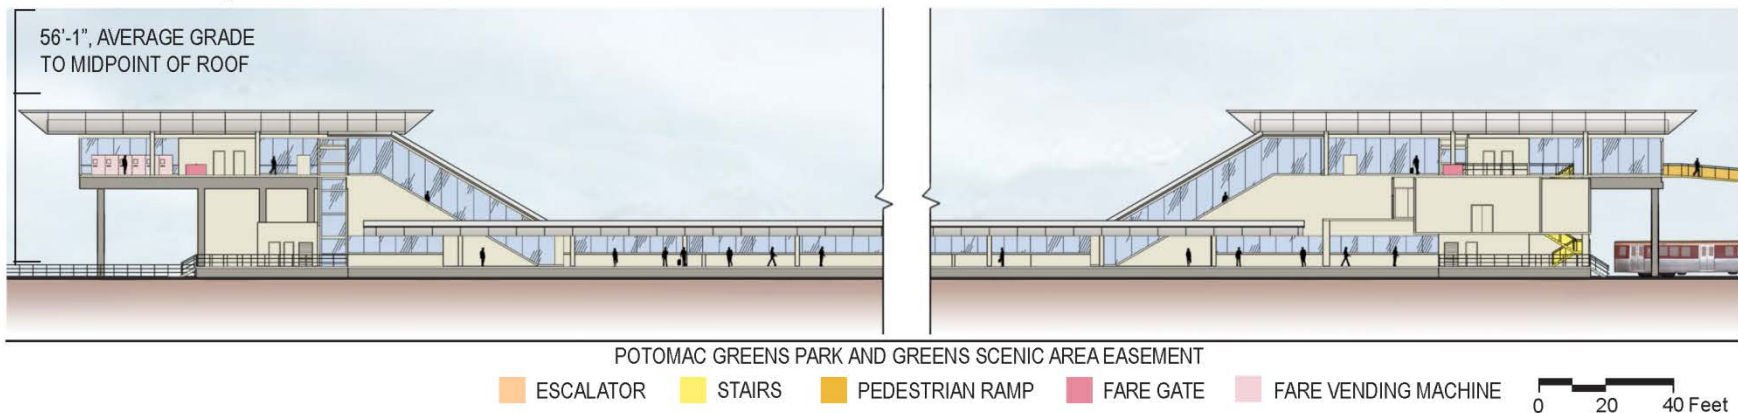 56'-1", AVERAGE GRADE
TO MIDPOINT OF ROOF
POTOMAC GREENS PARK AND GREENS SCENIC AREA EASEMENT
ESCALATOR STAIRS PEDESTRIAN RAMP FARE GATE FARE VENDING MACHINE
0 20 40 Feet